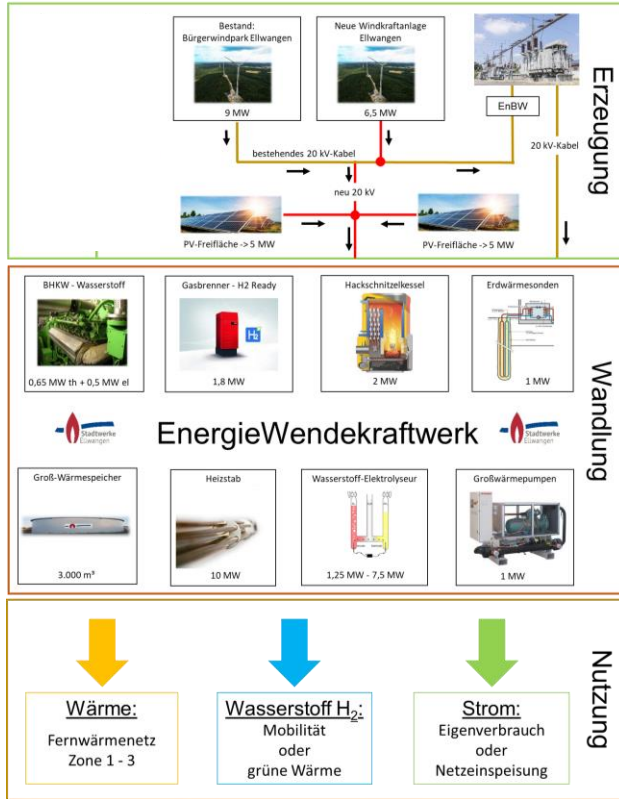 Bestand:
Bürgerwindpark Ellwangen
9 MW
Neue Windkraftanlage
Ellwangen
6,5 MW
EnBW
bestehendes 20 kV-Kabel
20 kV-Kabel
neu 20 kV
PV-Freifläche -> 5 MW
PV-Freifläche -> 5 MW
Erzeugung
BHKW - Wasserstoff
0,65 MW th + 0,5 MW el
Gasbrenner - H2 Ready
H2
1,8 MW
Hackschnitzelkessel
2 MW
Erdwärmesonden
1 MW
Stadtwerke
Ellwangen
EnergieWendekraftwerk
Stadtwerke
Ellwangen
Wandlung
Groß-Wärmespeicher
3.000 m³
Heizstab
10 MW
Wasserstoff-Elektrolyseur
1,25 MW - 7,5 MW
Großwärmepumpen
1 MW
Wärme:
Fernwärmenetz
Zone 1 - 3
Wasserstoff H₂:
Mobilität
oder
grüne Wärme
Strom:
Eigenverbrauch
oder
Netzeinspeisung
Nutzung